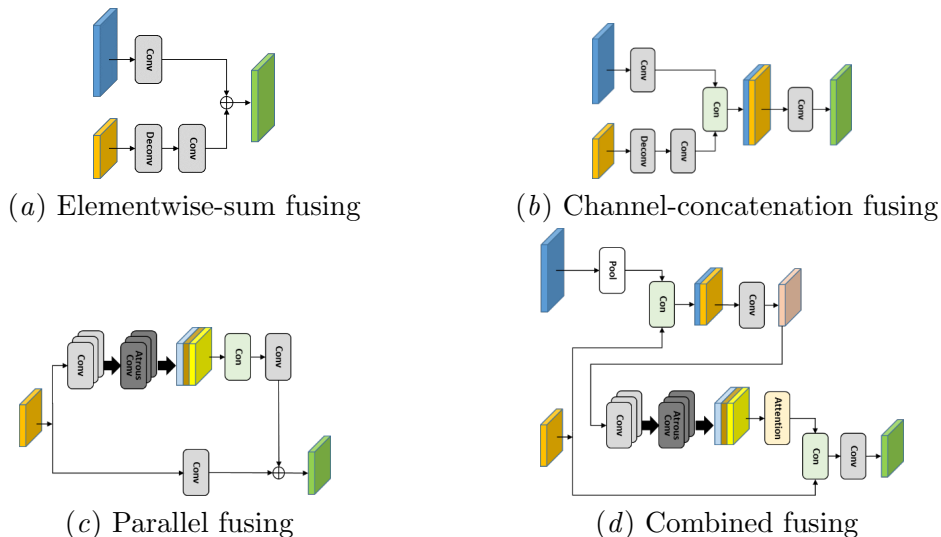 Conv
Deconv
Conv
(a) Elementwise-sum fusing
Conv
Con
Conv
Deconv
Conv
(b) Channel-concatenation fusing
Conv
Atrous
Conv
Con
Conv
Conv
(c) Parallel fusing
Pool
Con
Conv
Conv
Atrous
Conv
Attention
Con
Conv
(d) Combined fusing